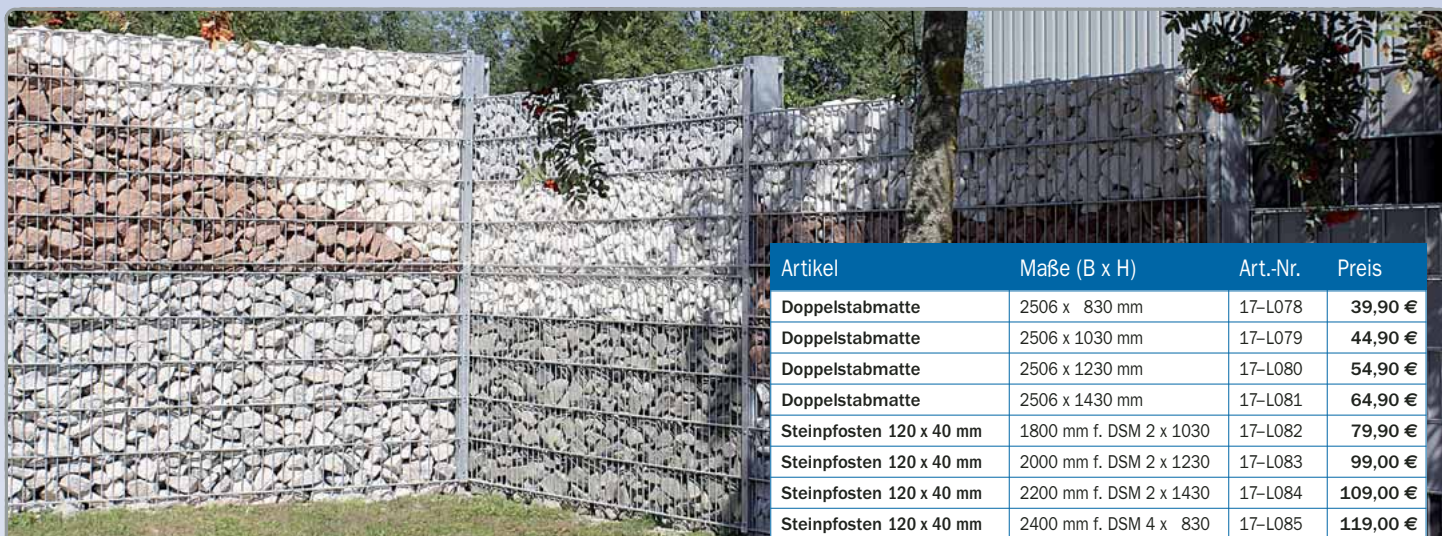 Artikel Maße (B x H) Art.-Nr. Preis
Doppelstabmatte 2506 x 830 mm 17–L078 39,90 €
Doppelstabmatte 2506 x 1030 mm 17–L079 44,90 €
Doppelstabmatte 2506 x 1230 mm 17–L080 54,90 €
Doppelstabmatte 2506 x 1430 mm 17–L081 64,90 €
Steinpfosten 120 x 40 mm 1800 mm f. DSM 2 x 1030 17–L082 79,90 €
Steinpfosten 120 x 40 mm 2000 mm f. DSM 2 x 1230 17–L083 99,00 €
Steinpfosten 120 x 40 mm 2200 mm f. DSM 2 x 1430 17–L084 109,00 €
Steinpfosten 120 x 40 mm 2400 mm f. DSM 4 x 830 17–L085 119,00 €